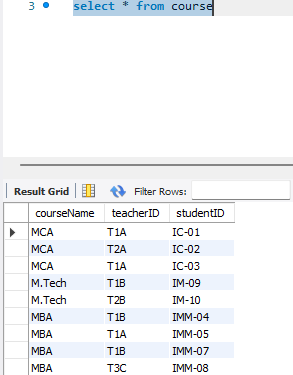 3 select * from course
Result Grid Filter Rows:
courseName teacherID studentID
MCA T1A IC-01
MCA T2A IC-02
MCA T1A IC-03
M.Tech T1B IM-09
M.Tech T2B IM-10
MBA T1B IMM-04
MBA T1A IMM-05
MBA T1B IMM-07
MBA T3C IMM-08